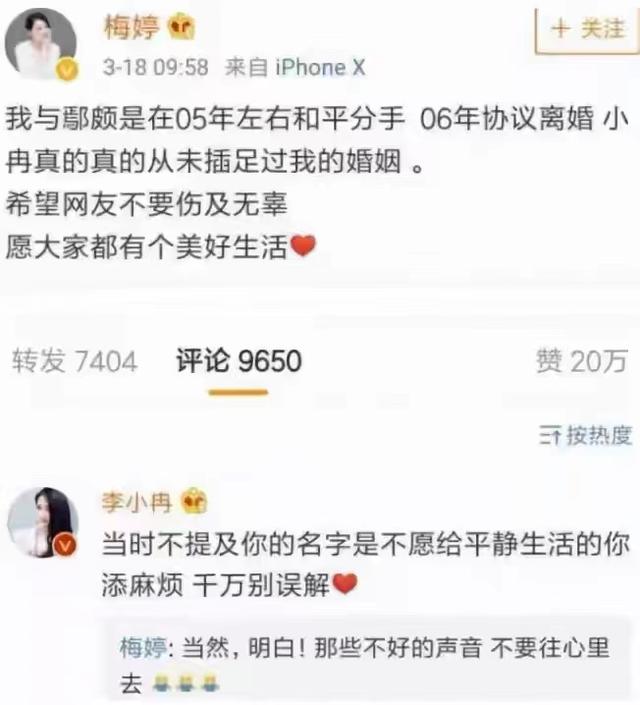 梅婷
+ 关注
3-18 09:58 来自 iPhone X
我与鄢颇是在05年左右和平分手 06年协议离婚 小
冉真的真的从未插足过我的婚姻 。
希望网友不要伤及无辜
愿大家都有个美好生活
转发 7404 评论 9650 赞 20万
按热度
李小冉
当时不提及你的名字是不愿给平静生活的你
添麻烦 千万别误解
梅婷: 当然，明白! 那些不好的声音 不要往心里
去